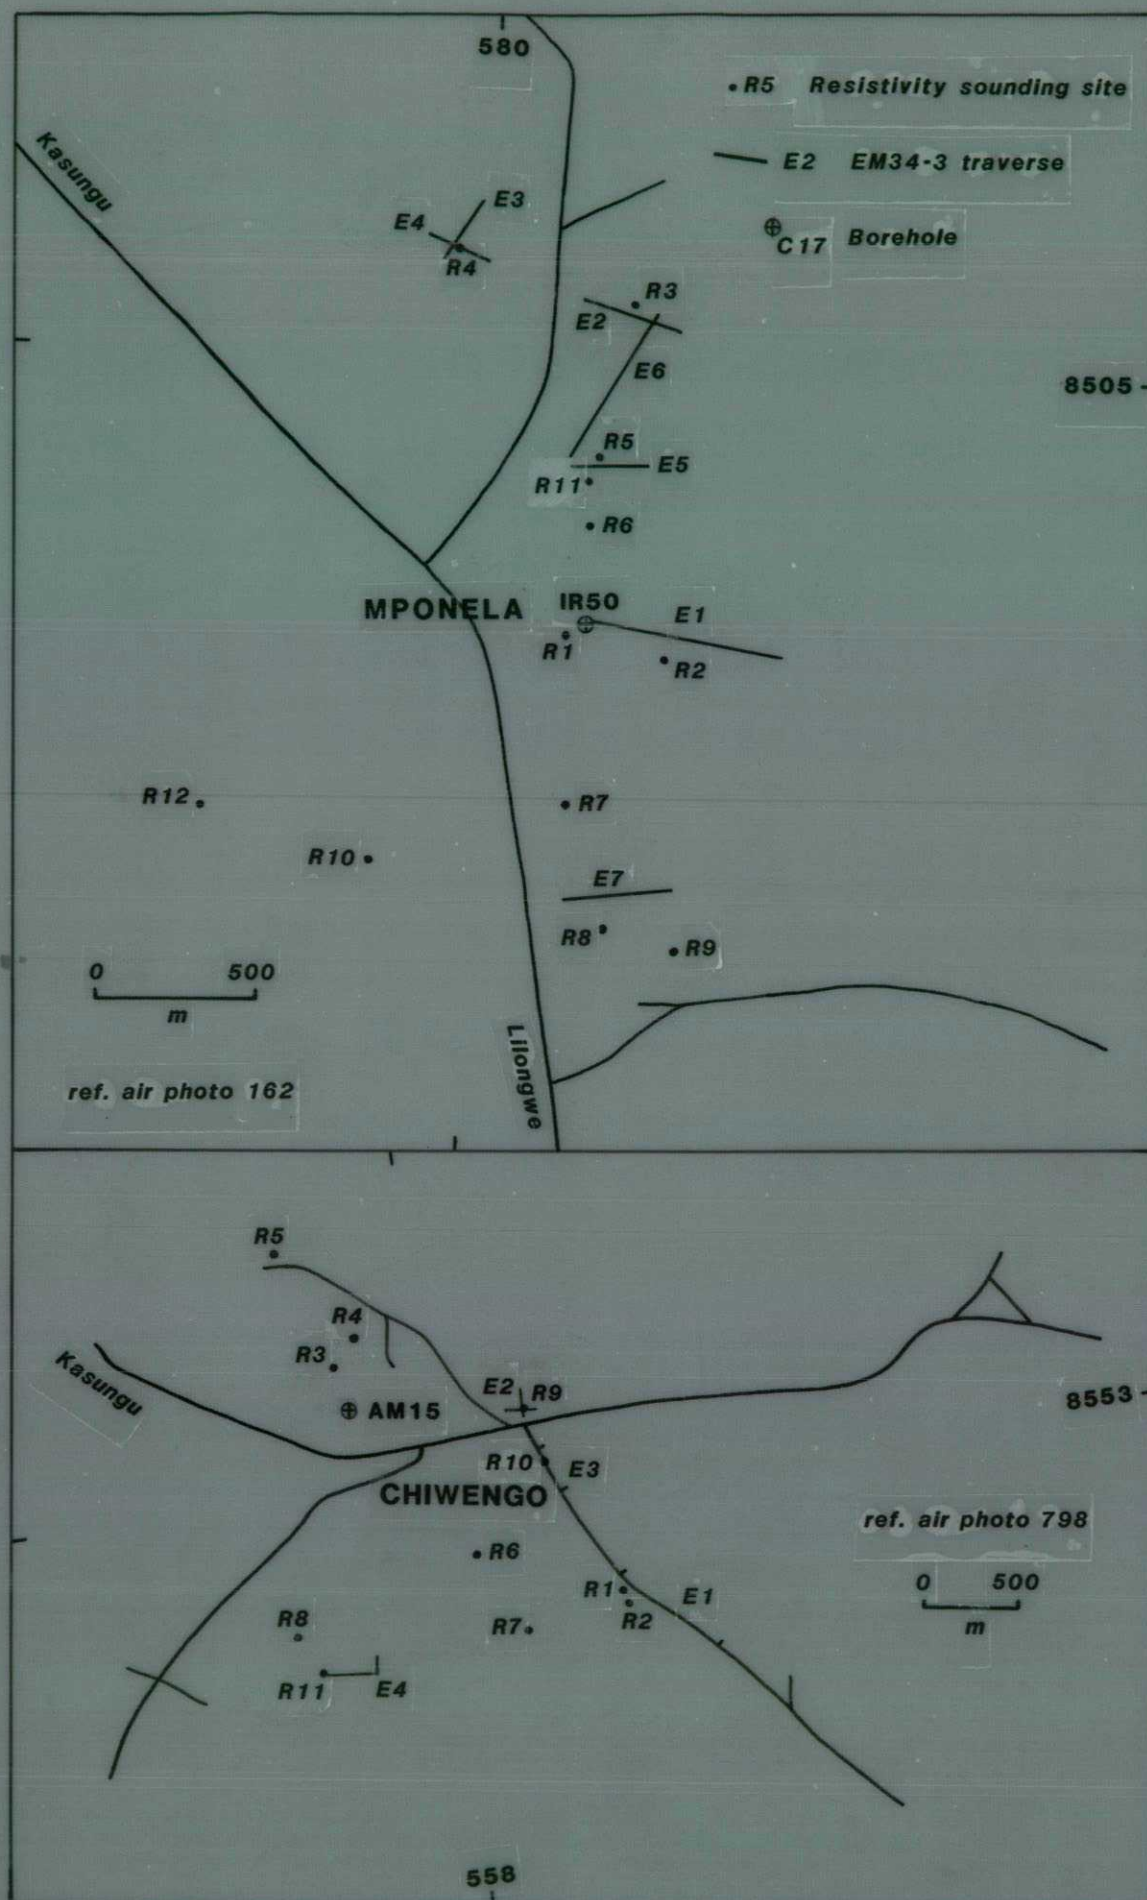 580
R5 Resistivity sounding site
E2 EM34-3 traverse
C17 Borehole
Kasungu
E3
E4
R4
R3
E2
E6
8505
R5
E5
R11
R6
MPONELA
IR50
E1
R1
R2
R12
R7
R10
E7
R8
R9
0 500
m
Lilongwe
ref. air photo 162
R5
R4
R3
Kasungu
E2 R9
AM15
8553
R10 E3
CHIWENGO
ref. air photo 798
R6
0 500
m
R1 E1
R2
R8
R7
R11 E4
558